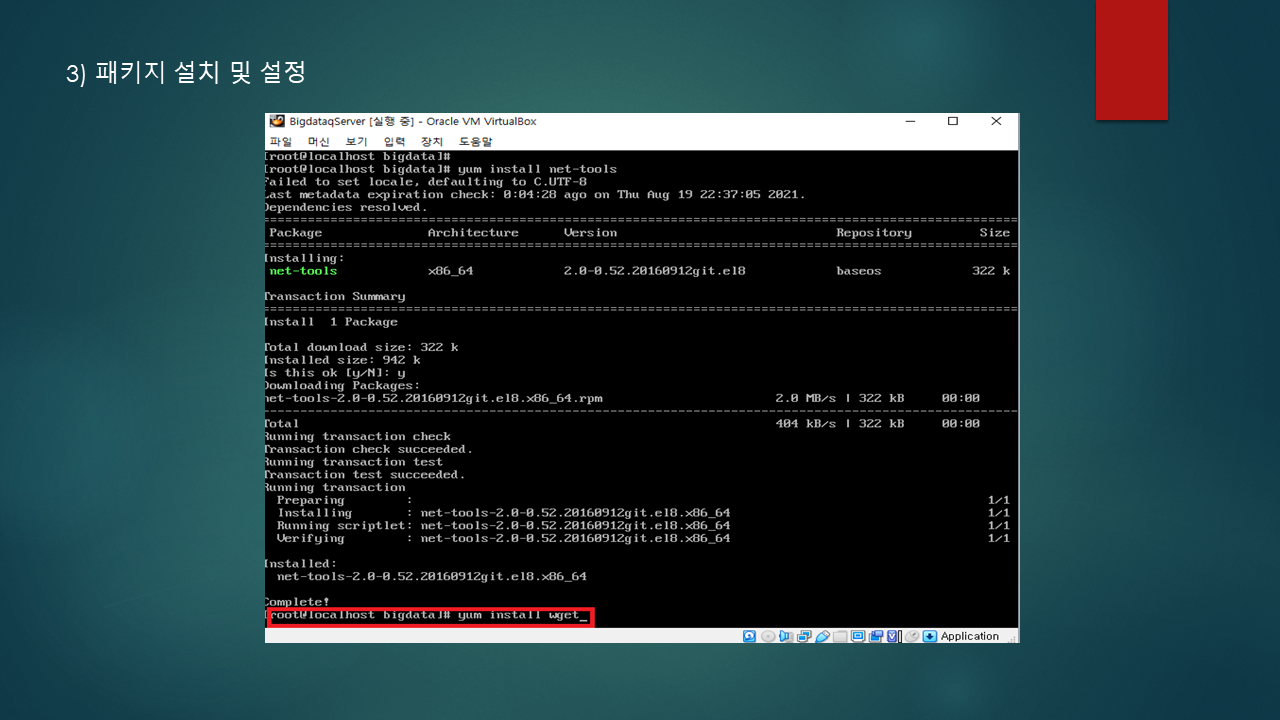 3) 패키지 설치 및 설정
BigdataqServer [실행 중] - Oracle VM VirtualBox
파일 머신 보기 입력 장치 도움말
[root@localhost bigdata]#
[root@localhost bigdata]# yum install net-tools
Failed to set locale, defaulting to C.UTF-8
Last metadata expiration check: 0:04:28 ago on Thu Aug 19 22:37:05 2021.
Dependencies resolved.
================================================================================
Package Architecture Version Repository Size
================================================================================
Installing:
net-tools x86_64 2.0-0.52.20160912git.el8 baseos 322 k
Transaction Summary
================================================================================
Install 1 Package
Total download size: 322 k
Installed size: 942 k
Is this ok [y/N]: y
Downloading Packages:
net-tools-2.0-0.52.20160912git.el8.x86_64.rpm 2.0 MB/s | 322 kB 00:00
--------------------------------------------------------------------------------
Total 404 kB/s | 322 kB 00:00
Running transaction check
Transaction check succeeded.
Running transaction test
Transaction test succeeded.
Running transaction
Preparing : 1/1
Installing : net-tools-2.0-0.52.20160912git.el8.x86_64 1/1
Running scriptlet: net-tools-2.0-0.52.20160912git.el8.x86_64 1/1
Verifying : net-tools-2.0-0.52.20160912git.el8.x86_64 1/1
Installed:
net-tools-2.0-0.52.20160912git.el8.x86_64
Complete!
[root@localhost bigdata]# yum install wget_
Application